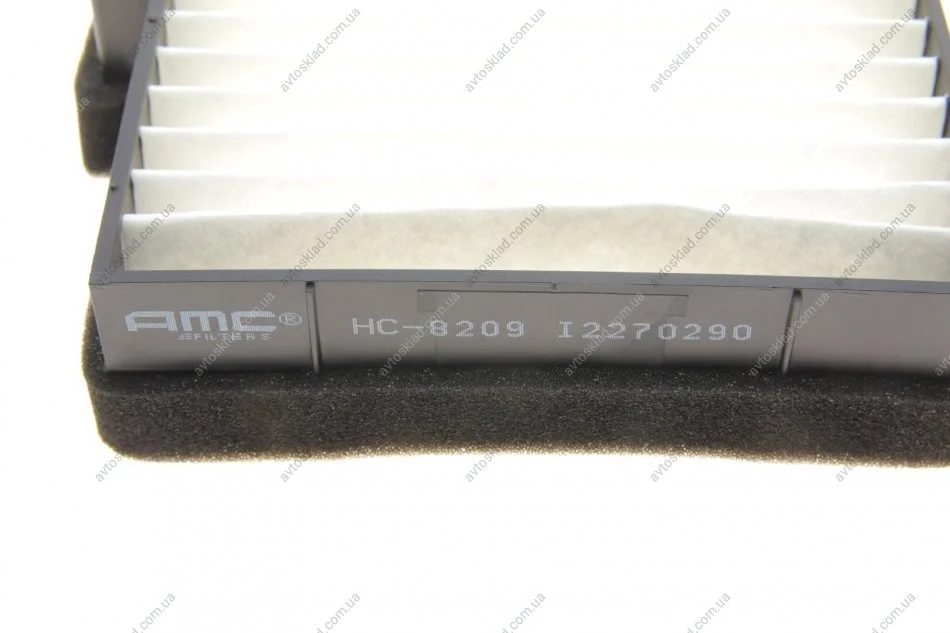 AMC®
FILTERS
HC-8209 I2270290
avtosklad.com.ua